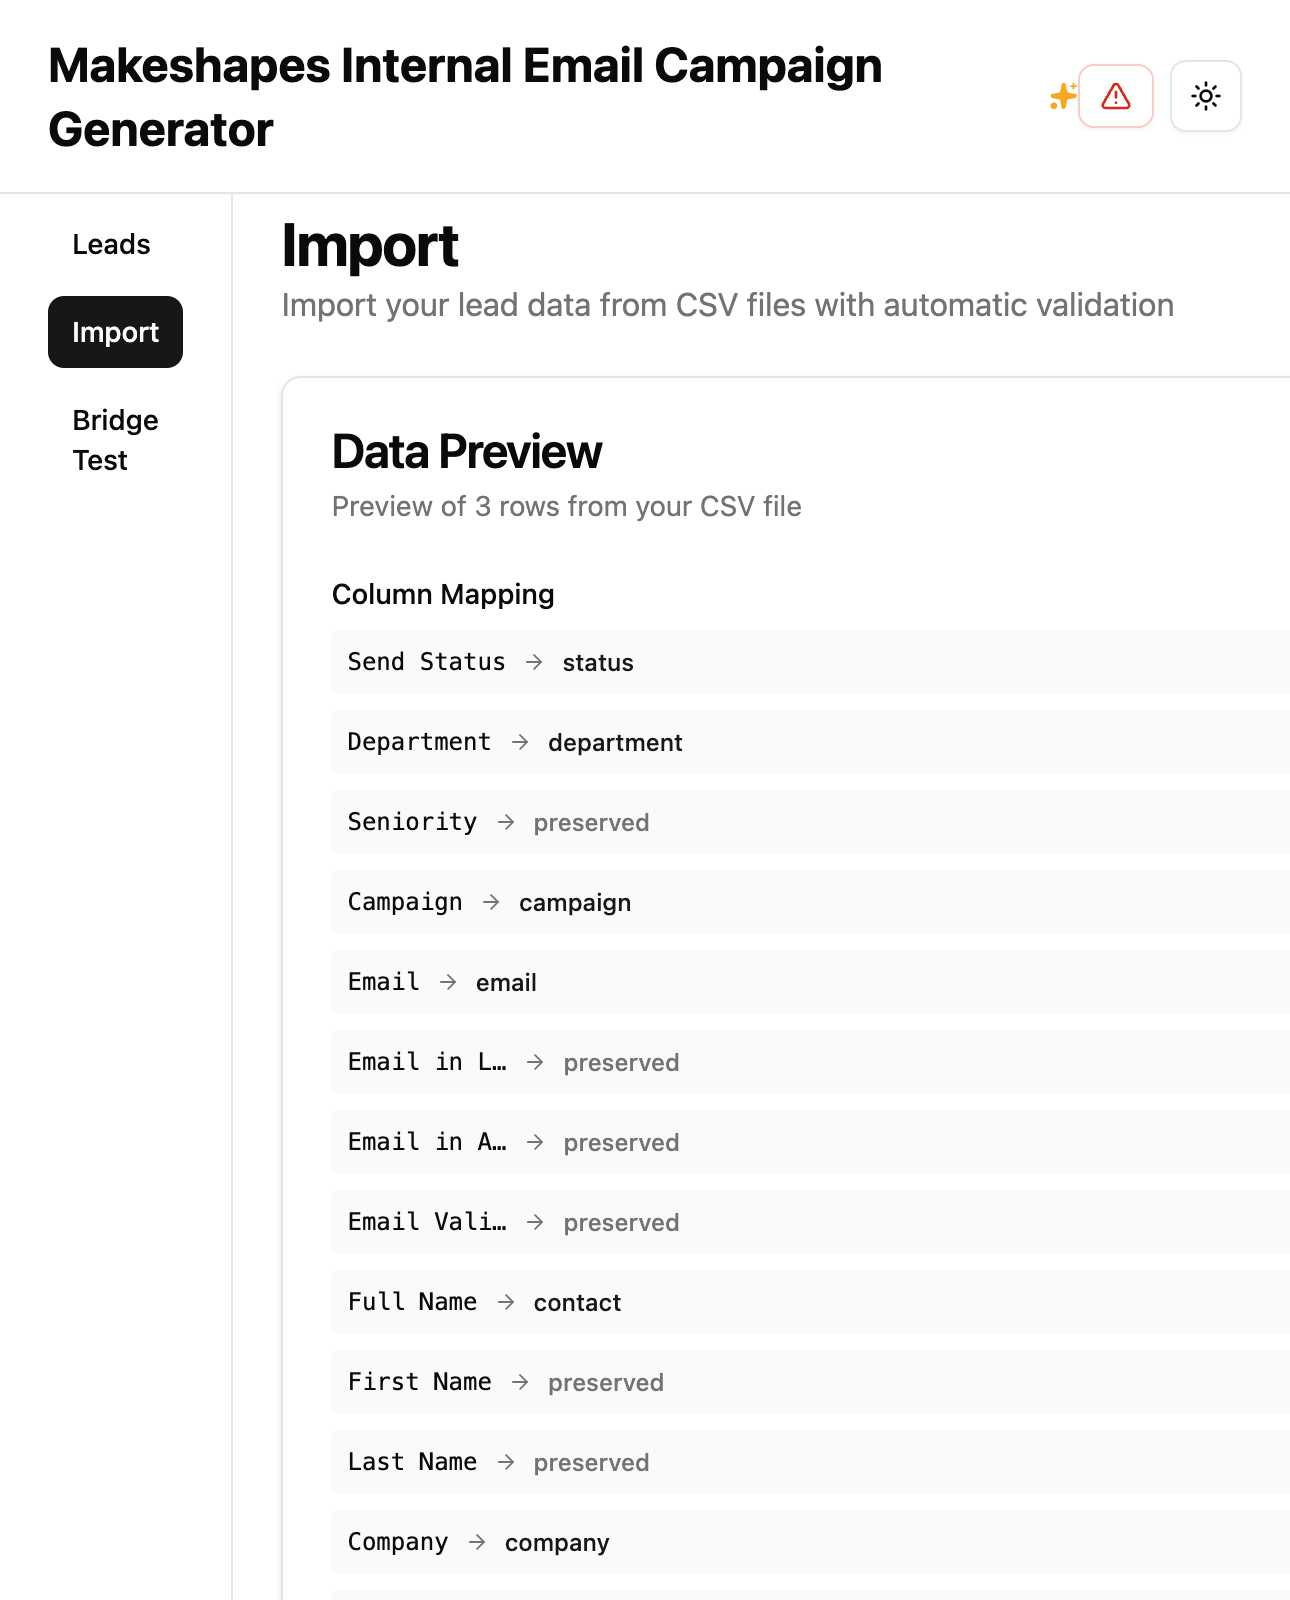 Makeshapes Internal Email Campaign
Generator
Leads
Import
Bridge
Test
Import
Import your lead data from CSV files with automatic validation
Data Preview
Preview of 3 rows from your CSV file
Column Mapping
Send Status → status
Department → department
Seniority → preserved
Campaign → campaign
Email → email
Email in L… → preserved
Email in A… → preserved
Email Vali… → preserved
Full Name → contact
First Name → preserved
Last Name → preserved
Company → company